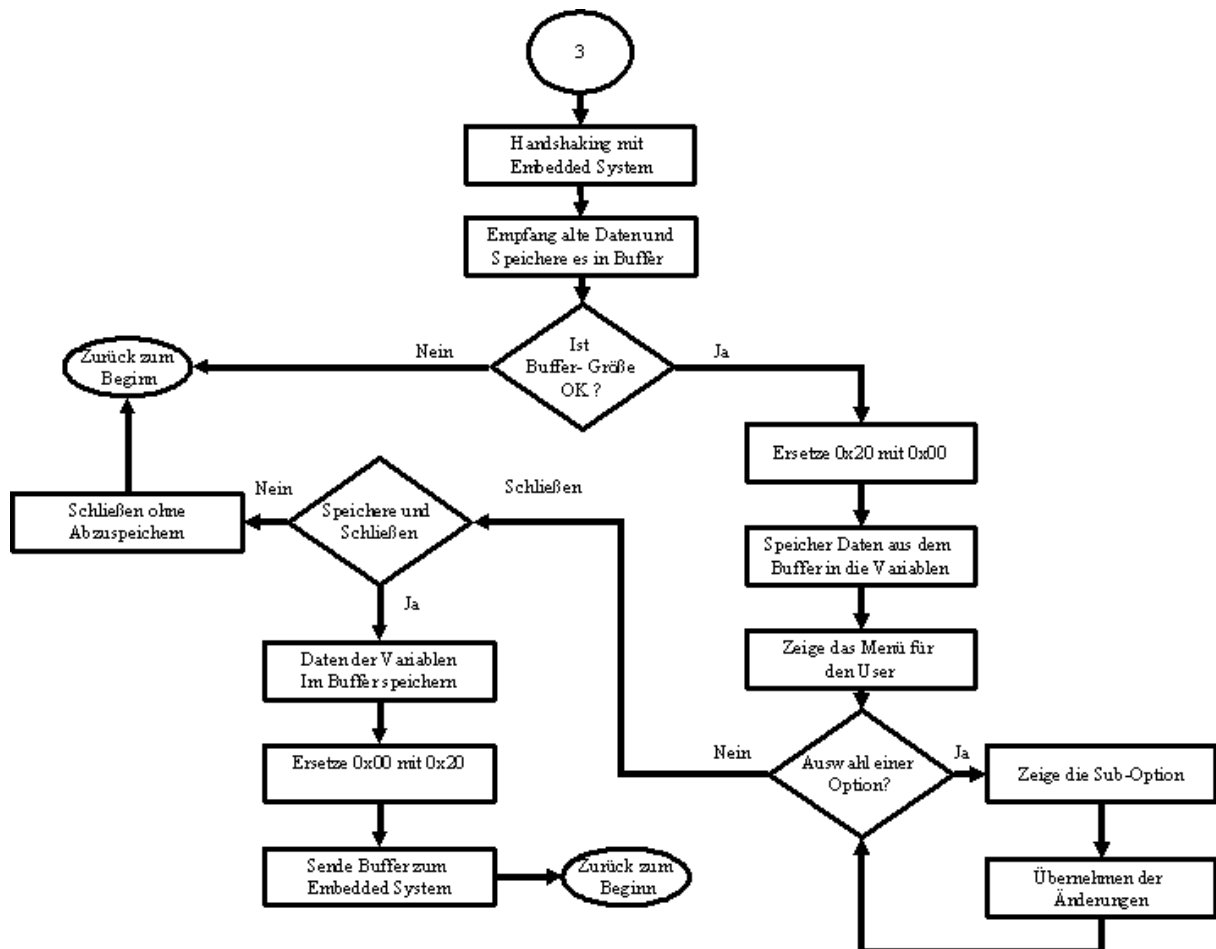 3
Handshaking mit
Embedded System
Empfang alte Daten und
Speichere es in Buffer
Ist
Buffer- Größe
OK ?
Nein
Ja
Zurück zum
Beginn
Ersetze 0x20 mit 0x00
Speicher Daten aus dem
Buffer in die Variablen
Zeige das Menü für
den User
Auswahl einer
Option?
Ja
Zeige die Sub-Option
Übernehmen der
Änderungen
Nein
Schließen
Speichere und
Schließen
Nein
Schließen ohne
Abzuspeichern
Ja
Daten der Variablen
Im Buffer speichern
Ersetze 0x00 mit 0x20
Sende Buffer zum
Embedded System
Zurück zum
Beginn